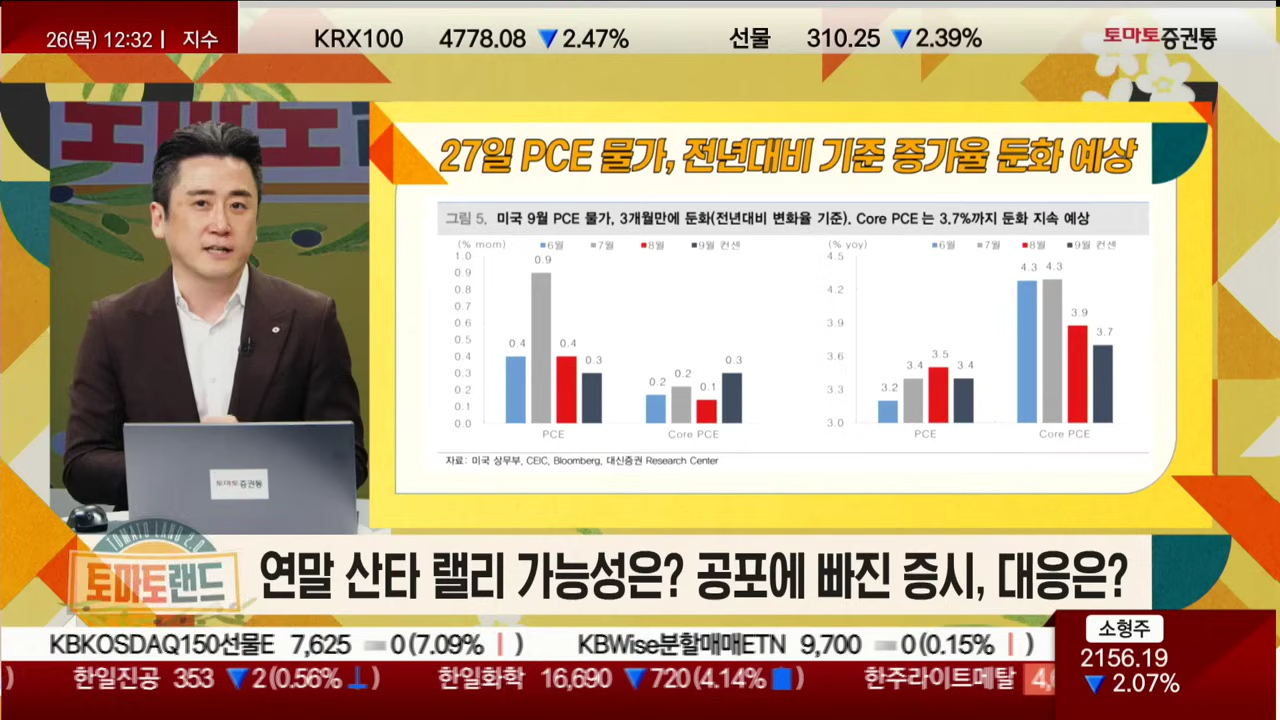 26(목) 12:32 | 지수
KRX100 4778.08 ▼2.47% 선물 310.25 ▼2.39%
토마토증권통
27일 PCE 물가, 전년대비 기준 증가율 둔화 예상
그림 5. 미국 9월 PCE 물가, 3개월만에 둔화(전년대비 변화율 기준). Core PCE 는 3.7%까지 둔화 지속 예상
(% mom) 6월 7월 8월 9월 컨센
1.0
0.9
0.8
0.7
0.6
0.5
0.4
0.3
0.2
0.1
0.0
0.4 0.9 0.4 0.3
0.2 0.2 0.1 0.3
PCE Core PCE
(% yoy) 6월 7월 8월 9월 컨센
4.5
4.2
3.9
3.6
3.3
3.0
3.2 3.4 3.5 3.4
4.3 4.3 3.9 3.7
PCE Core PCE
자료: 미국 상무부, CEIC, Bloomberg, 대신증권 Research Center
토마토증권통
TOMATO LAND 2.0
토마토랜드
연말 산타 랠리 가능성은? 공포에 빠진 증시, 대응은?
KBKOSDAQ150선물E 7,625 0(7.09% ) KBWise분할매매ETN 9,700 0(0.15% )
소형주
2156.19
▼ 2.07%
) 한일진공 353 ▼2(0.56% ) 한일화학 16,690 ▼720(4.14% ) 한주라이트메탈